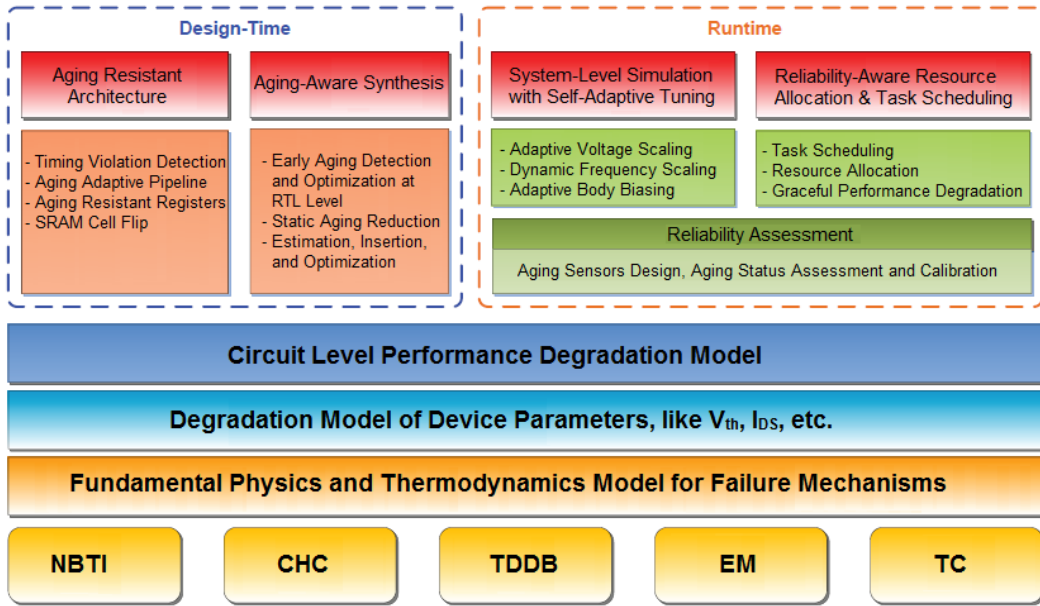 Design-Time
Runtime
Aging Resistant
Architecture
Aging-Aware Synthesis
System-Level Simulation
with Self-Adaptive Tuning
Reliability-Aware Resource
Allocation & Task Scheduling
- Timing Violation Detection
- Aging Adaptive Pipeline
- Aging Resistant Registers
- SRAM Cell Flip
- Early Aging Detection
and Optimization at
RTL Level
- Static Aging Reduction
- Estimation, Insertion,
and Optimization
- Adaptive Voltage Scaling
- Dynamic Frequency Scaling
- Adaptive Body Biasing
- Task Scheduling
- Resource Allocation
- Graceful Performance Degradation
Reliability Assessment
Aging Sensors Design, Aging Status Assessment and Calibration
Circuit Level Performance Degradation Model
Degradation Model of Device Parameters, like Vth, IDS, etc.
Fundamental Physics and Thermodynamics Model for Failure Mechanisms
NBTI
CHC
TDDB
EM
TC